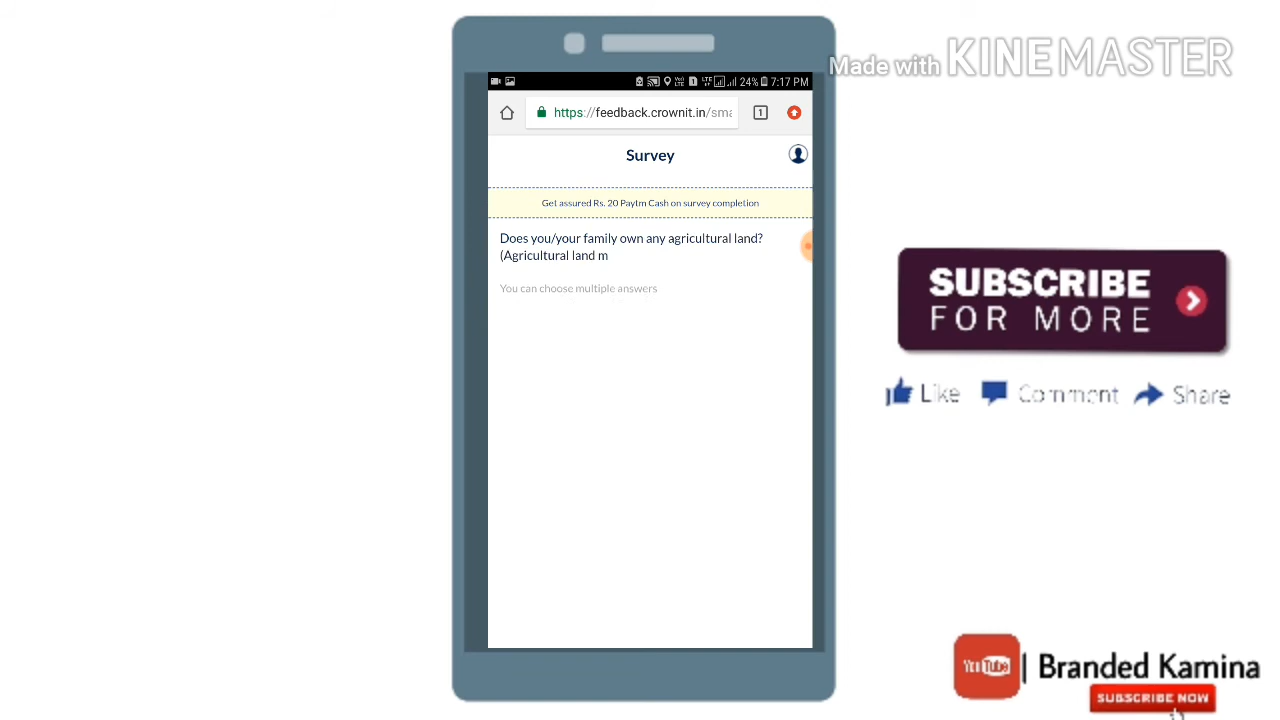 Made with KINEMASTER
24% 7:17 PM
https://feedback.crownit.in/sma
1
Survey
Get assured Rs. 20 Paytm Cash on survey completion
Does you/your family own any agricultural land?
(Agricultural land m
You can choose multiple answers
SUBSCRIBE
FOR MORE
Like Comment Share
YouTube | Branded Kamina
SUBSCRIBE NOW